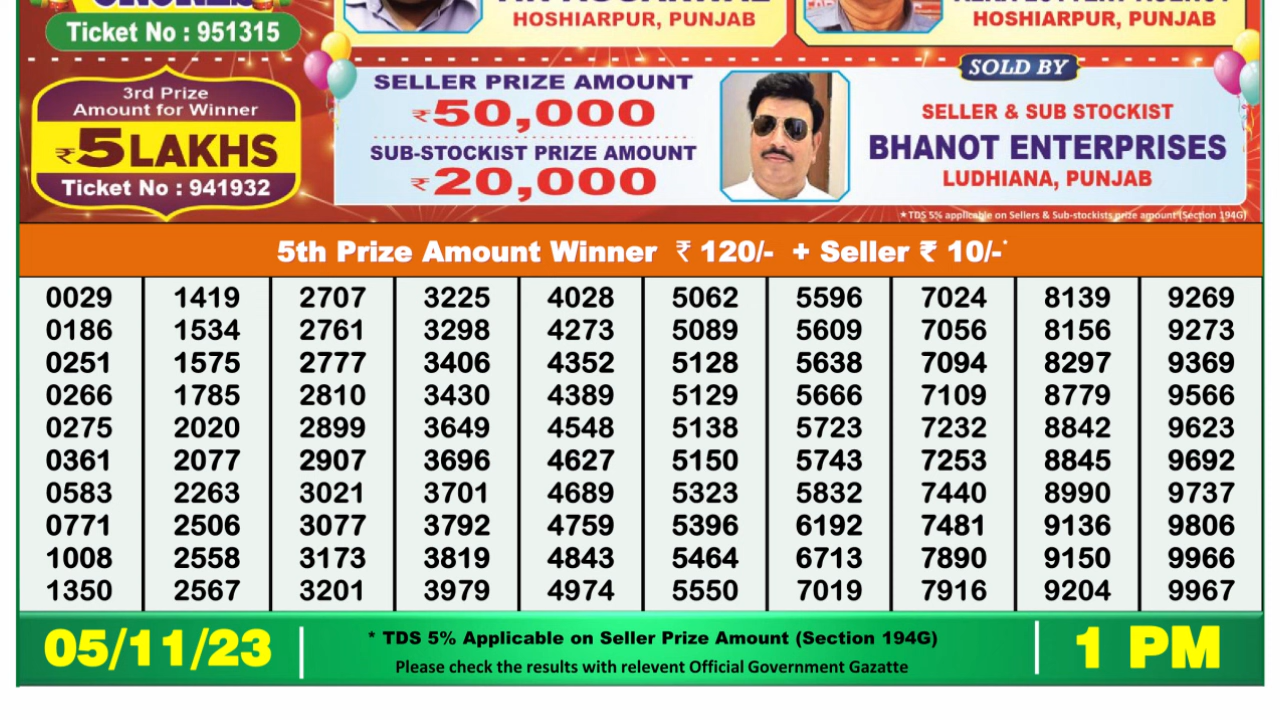 CRORES
Ticket No : 951315
HOSHIARPUR, PUNJAB
HOSHIARPUR, PUNJAB
3rd Prize
Amount for Winner
₹5 LAKHS
Ticket No : 941932
SELLER PRIZE AMOUNT
₹50,000
SUB-STOCKIST PRIZE AMOUNT
₹20,000
SOLD BY
SELLER & SUB STOCKIST
BHANOT ENTERPRISES
LUDHIANA, PUNJAB
★ TDS 5% applicable on Sellers & Sub-stockists prize amount (Section 194G)
5th Prize Amount Winner ₹ 120/- + Seller ₹ 10/-*
0029 1419 2707 3225 4028 5062 5596 7024 8139 9269
0186 1534 2761 3298 4273 5089 5609 7056 8156 9273
0251 1575 2777 3406 4352 5128 5638 7094 8297 9369
0266 1785 2810 3430 4389 5129 5666 7109 8779 9566
0275 2020 2899 3649 4548 5138 5723 7232 8842 9623
0361 2077 2907 3696 4627 5150 5743 7253 8845 9692
0583 2263 3021 3701 4689 5323 5832 7440 8990 9737
0771 2506 3077 3792 4759 5396 6192 7481 9136 9806
1008 2558 3173 3819 4843 5464 6713 7890 9150 9966
1350 2567 3201 3979 4974 5550 7019 7916 9204 9967
05/11/23
* TDS 5% Applicable on Seller Prize Amount (Section 194G)
Please check the results with relevent Official Government Gazatte
1 PM